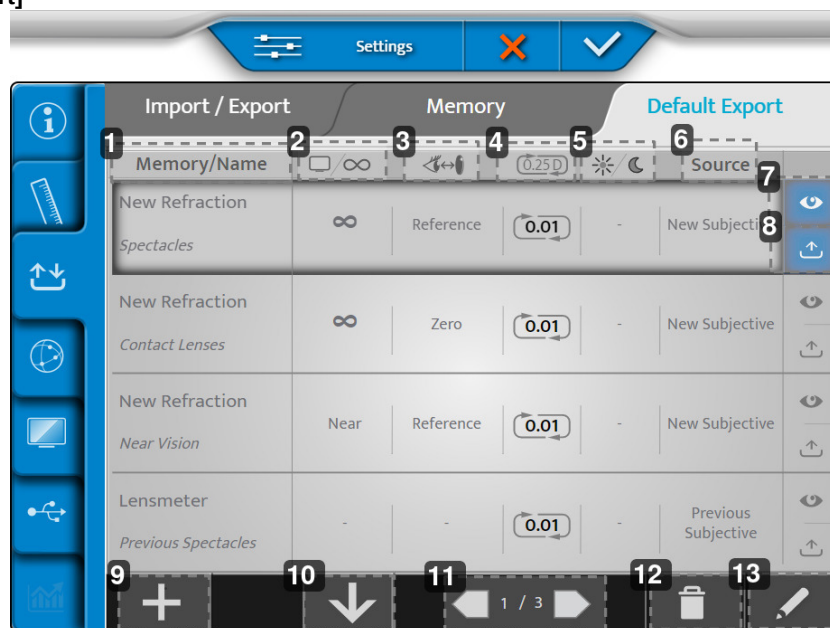 Settings
Import / Export
Memory
Default Export
1 2 3 4 5 6 7 8
Memory/Name
0.25 D
Source
New Refraction
Spectacles
∞ Reference 0.01 - New Subjecti
New Refraction
Contact Lenses
∞ Zero 0.01 - New Subjective
New Refraction
Near Vision
Near Reference 0.01 - New Subjective
Lensmeter
Previous Spectacles
- - 0.01 - Previous
Subjective
9 10 11 12 13
1 / 3